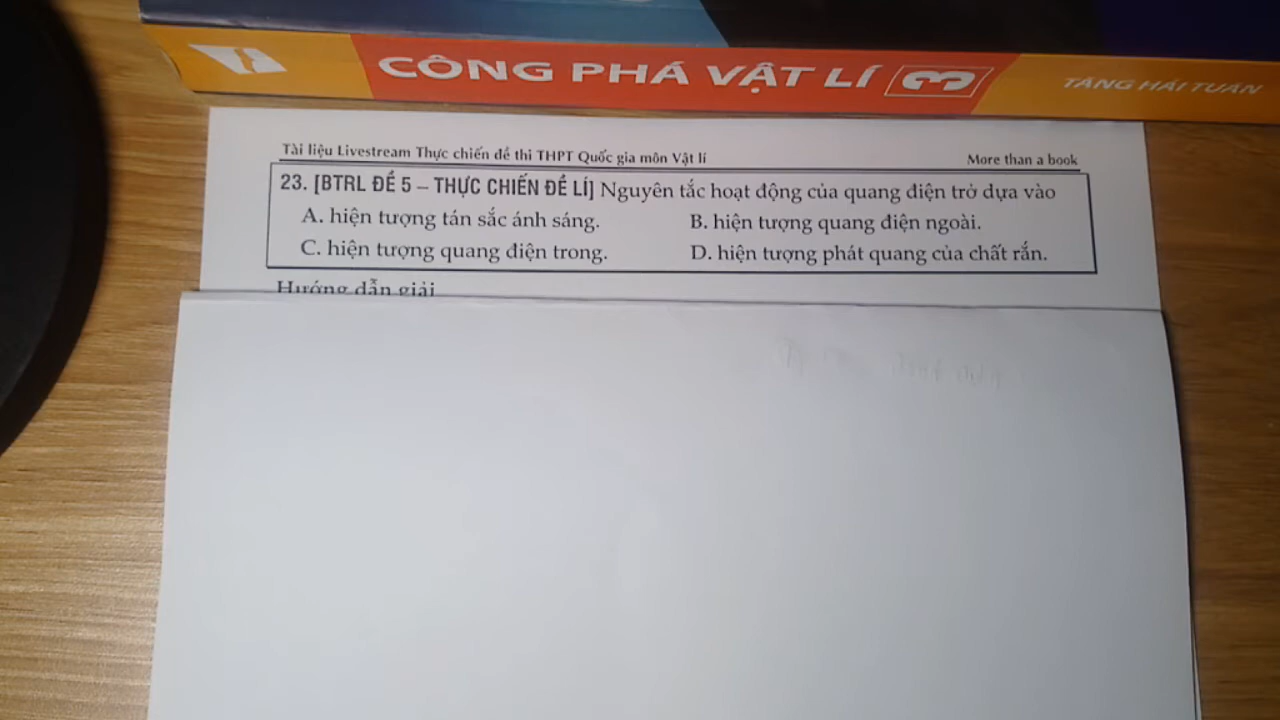 CÔNG PHÁ VẬT LÍ 3 TĂNG HẢI TUÂN
Tài liệu Livestream Thực chiến đề thi THPT Quốc gia môn Vật lí More than a book
23. [BTRL ĐỀ 5 – THỰC CHIẾN ĐỀ LÍ] Nguyên tắc hoạt động của quang điện trở dựa vào
A. hiện tượng tán sắc ánh sáng. B. hiện tượng quang điện ngoài.
C. hiện tượng quang điện trong. D. hiện tượng phát quang của chất rắn.
Hướng dẫn giải